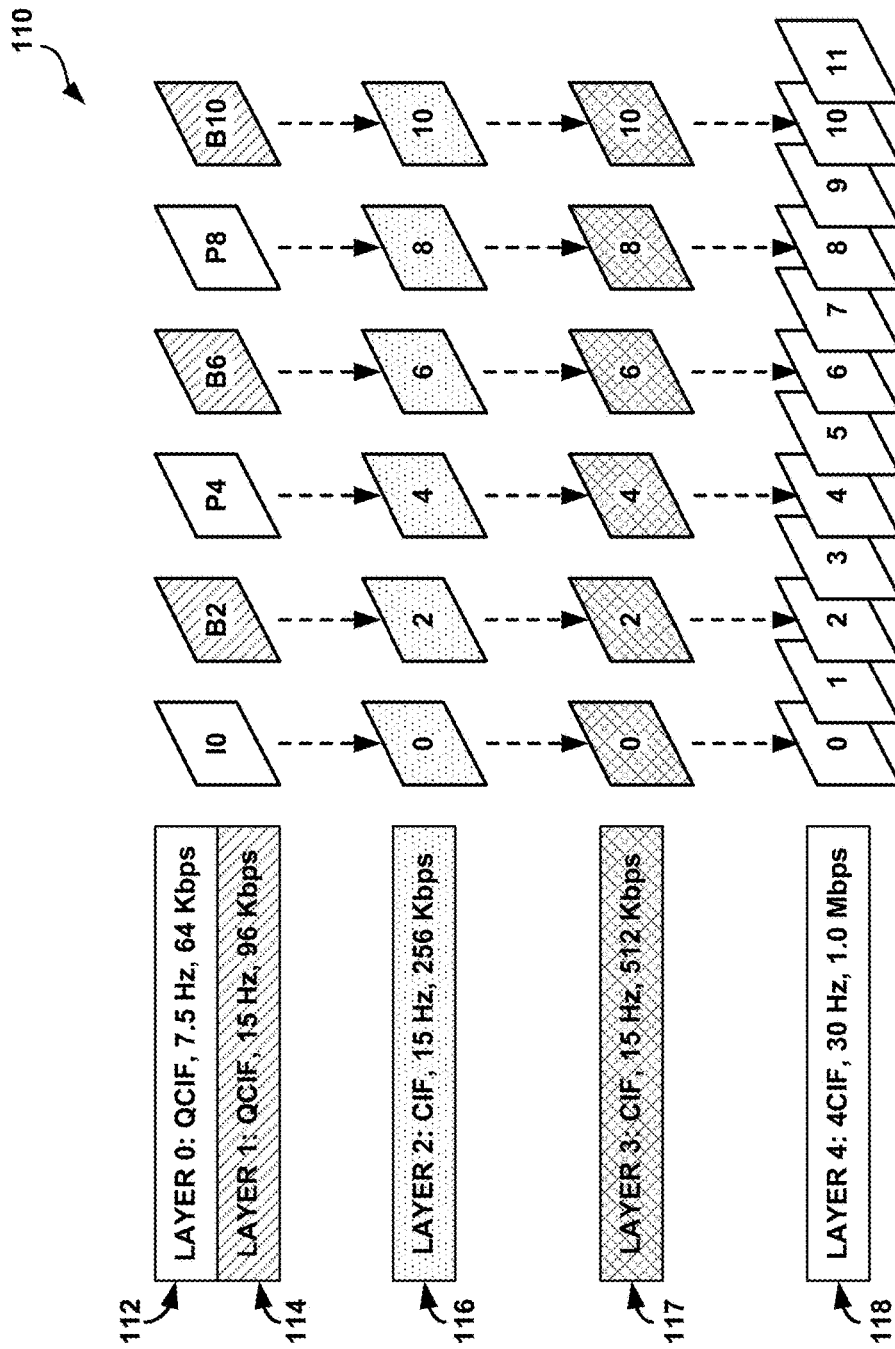 110
112
LAYER 0: QCIF, 7.5 Hz, 64 Kbps
I0
B2
P4
B6
P8
B10
114
LAYER 1: QCIF, 15 Hz, 96 Kbps
116
LAYER 2: CIF, 15 Hz, 256 Kbps
0
2
4
6
8
10
117
LAYER 3: CIF, 15 Hz, 512 Kbps
0
2
4
6
8
10
118
LAYER 4: 4CIF, 30 Hz, 1.0 Mbps
0
1
2
3
4
5
6
7
8
9
10
11